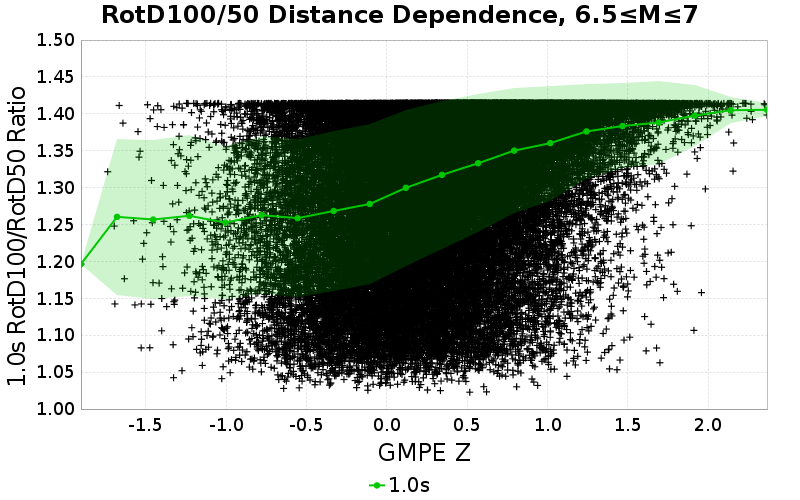 RotD100/50 Distance Dependence, 6.5≤M≤7
1.50
1.45
1.40
1.35
1.30
1.25
1.20
1.15
1.10
1.05
1.00
1.0s RotD100/RotD50 Ratio
-1.5 -1.0 -0.5 0.0 0.5 1.0 1.5 2.0
GMPE Z
1.0s